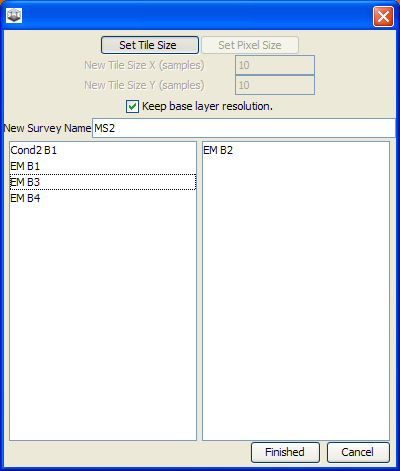 Set Tile Size Set Pixel Size
New Tile Size X (samples) 10
New Tile Size Y (samples) 10
Keep base layer resolution.
New Survey Name MS2
Cond2 B1 EM B2
EM B1
EM B3
EM B4
Finished Cancel